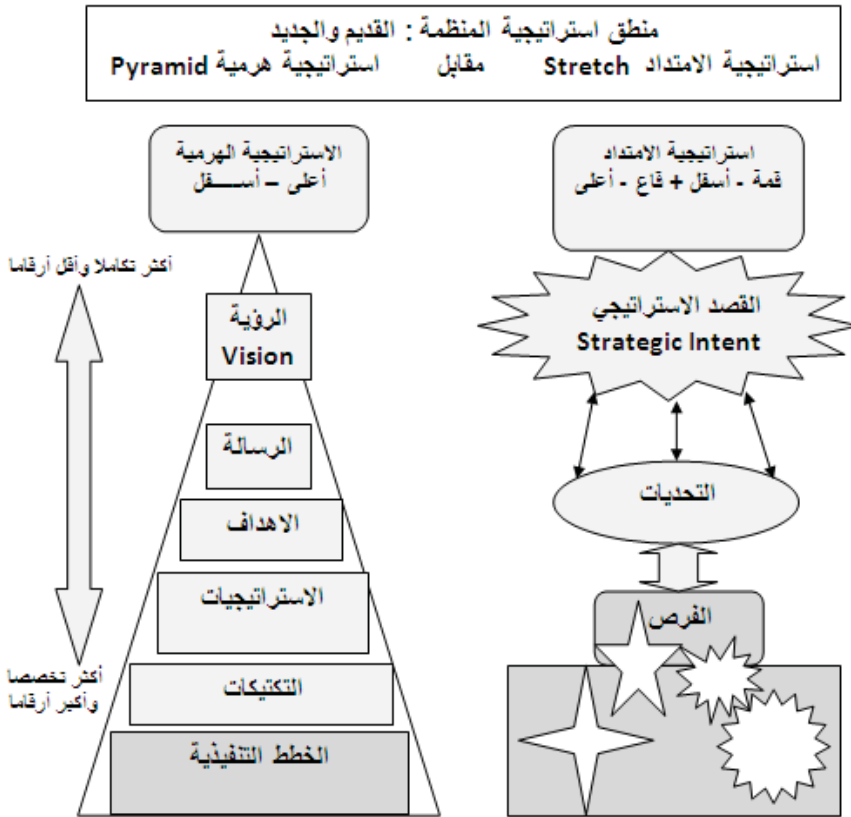 منطق استراتيجية المنظمة : القديم والجديد
استراتيجية الامتداد Stretch مقابل استراتيجية هرمية Pyramid
استراتيجية الامتداد
قمة - أسفل + قاع - أعلى
القصد الاستراتيجي
Strategic Intent
التحديات
الفرص
الاستراتيجية الهرمية
أعلى – أســـــفل
الرؤية
Vision
الرسالة
الاهداف
الاستراتيجيات
التكتيكات
الخطط التنفيذية
أكثر تكاملا وأقل أرقاما
أكثر تخصصا
وأكبر أرقاما